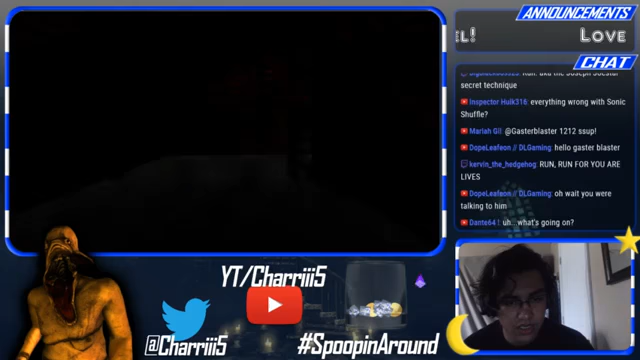 ANNOUNCEMENTS
EL! LOVE
CHAT
secret technique
Inspector Hulk316: everything wrong with Sonic
Shuffle?
Mariah Gil: @Gasterblaster 1212 ssup!
DopeLeafeon // DLGaming: hello gaster blaster
kervin_the_hedgehog: RUN, RUN FOR YOU ARE
LIVES
DopeLeafeon // DLGaming: oh wait you were
talking to him
Dante64!: uh...what's going on?
YT/Charriii5
@Charriii5
#SpoopinAround